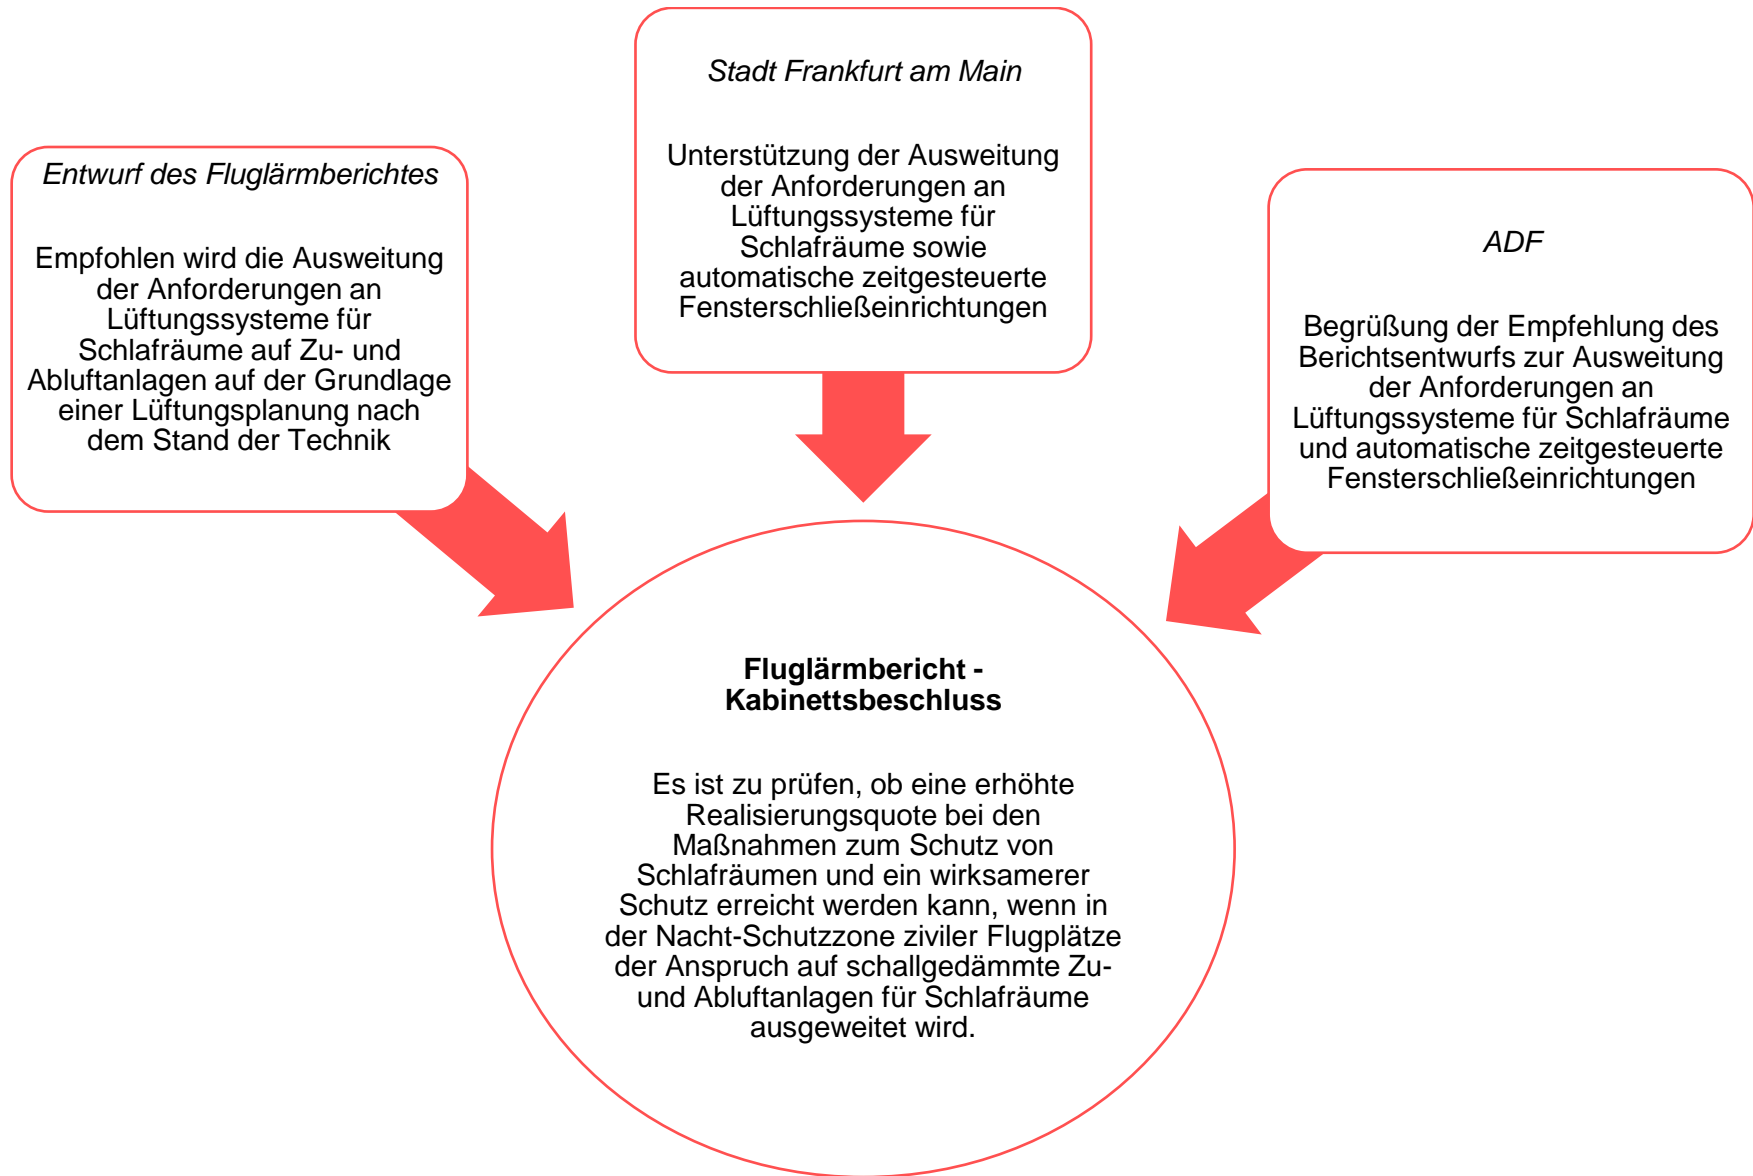 Entwurf des Fluglärmberichtes
Empfohlen wird die Ausweitung
der Anforderungen an
Lüftungssysteme für
Schlafräume auf Zu- und
Abluftanlagen auf der Grundlage
einer Lüftungsplanung nach
dem Stand der Technik
Stadt Frankfurt am Main
Unterstützung der Ausweitung
der Anforderungen an
Lüftungssysteme für
Schlafräume sowie
automatische zeitgesteuerte
Fensterschließeinrichtungen
ADF
Begrüßung der Empfehlung des
Berichtsentwurfs zur Ausweitung
der Anforderungen an
Lüftungssysteme für Schlafräume
und automatische zeitgesteuerte
Fensterschließeinrichtungen
Fluglärmbericht -
Kabinettsbeschluss
Es ist zu prüfen, ob eine erhöhte
Realisierungsquote bei den
Maßnahmen zum Schutz von
Schlafräumen und ein wirksamerer
Schutz erreicht werden kann, wenn in
der Nacht-Schutzzone ziviler Flugplätze
der Anspruch auf schallgedämmte Zu-
und Abluftanlagen für Schlafräume
ausgeweitet wird.